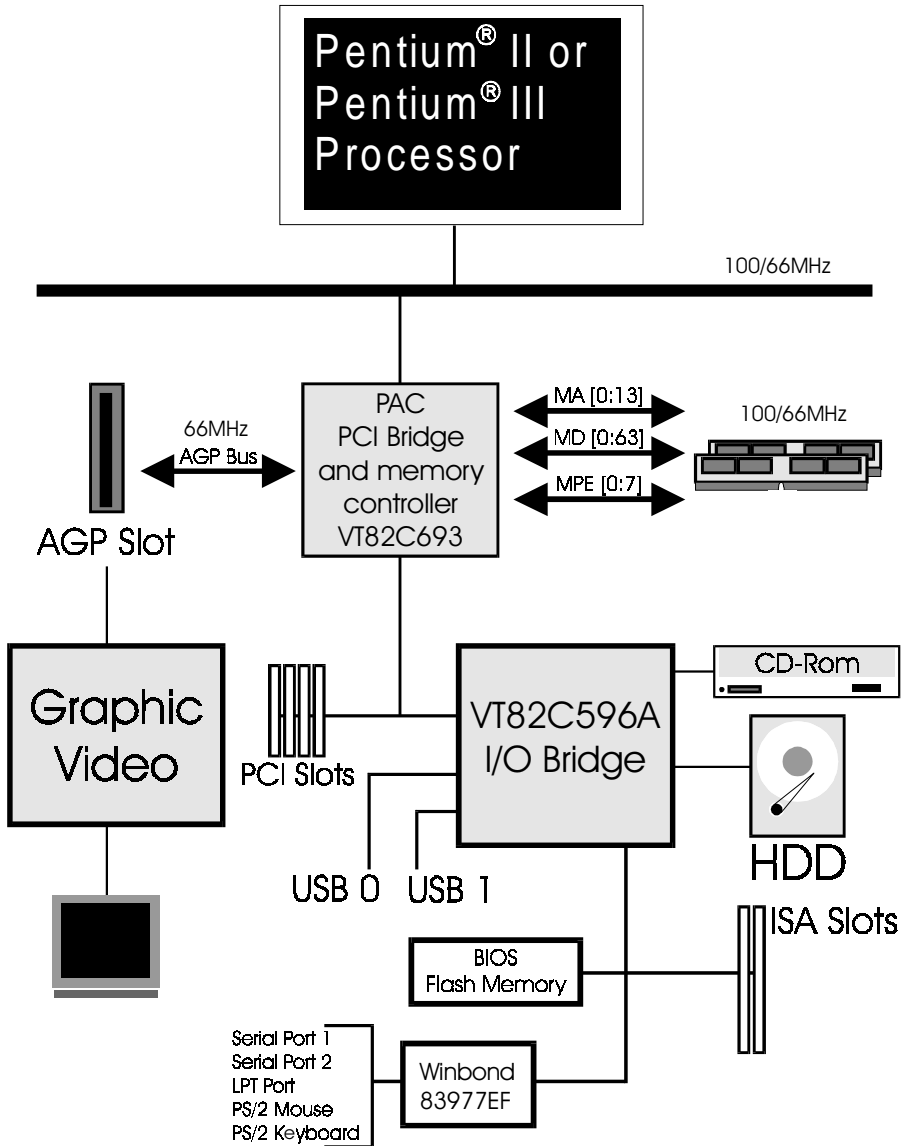 Pentium® II or
Pentium® III
Processor
100/66MHz
PAC
PCI Bridge
and memory
controller
VT82C693
66MHz
AGP Bus
AGP Slot
MA [0:13]
MD [0:63]
MPE [0:7]
100/66MHz
Graphic
Video
PCI Slots
VT82C596A
I/O Bridge
CD-Rom
HDD
USB 0
USB 1
ISA Slots
BIOS
Flash Memory
Serial Port 1
Serial Port 2
LPT Port
PS/2 Mouse
PS/2 Keyboard
Winbond
83977EF